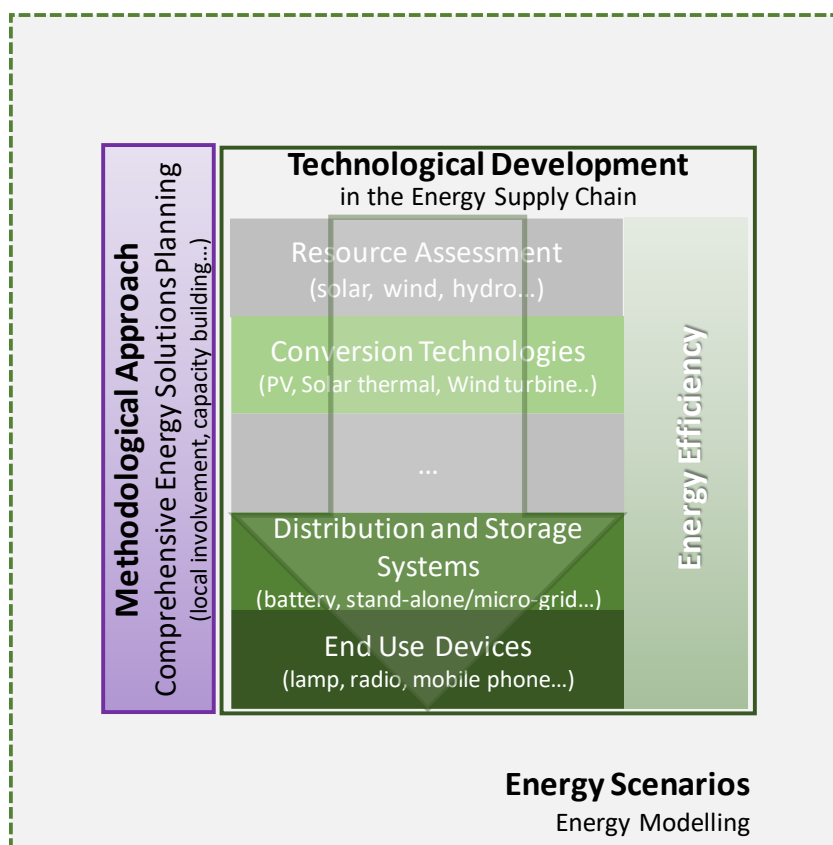 Methodological Approach
Comprehensive Energy Solutions Planning
(local involvement, capacity building...)
Technological Development
in the Energy Supply Chain
Resource Assessment
(solar, wind, hydro…)
Conversion Technologies
(PV, Solar thermal, Wind turbine..)
…
Distribution and Storage
Systems
(battery, stand-alone/micro-grid…)
End Use Devices
(lamp, radio, mobile phone…)
Energy Efficiency
Energy Scenarios
Energy Modelling